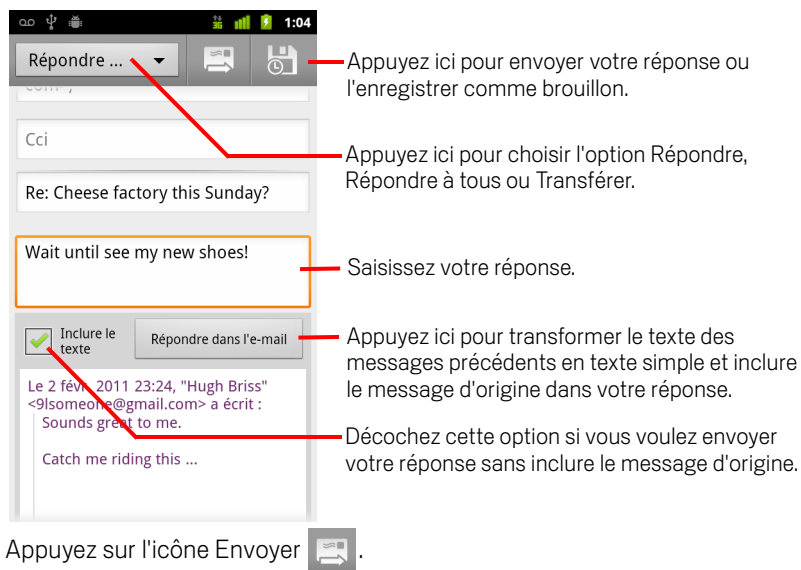 3G 1:04
Répondre ...
Appuyez ici pour envoyer votre réponse ou
l'enregistrer comme brouillon.
Cci
Appuyez ici pour choisir l'option Répondre,
Répondre à tous ou Transférer.
Re: Cheese factory this Sunday?
Wait until see my new shoes!
Saisissez votre réponse.
Inclure le
texte
Répondre dans l'e-mail
Appuyez ici pour transformer le texte des
messages précédents en texte simple et inclure
le message d'origine dans votre réponse.
Le 2 févr. 2011 23:24, "Hugh Briss"
<9lsomeone@gmail.com> a écrit :
Sounds great to me.
Catch me riding this ...
Décochez cette option si vous voulez envoyer
votre réponse sans inclure le message d'origine.
Appuyez sur l'icône Envoyer .